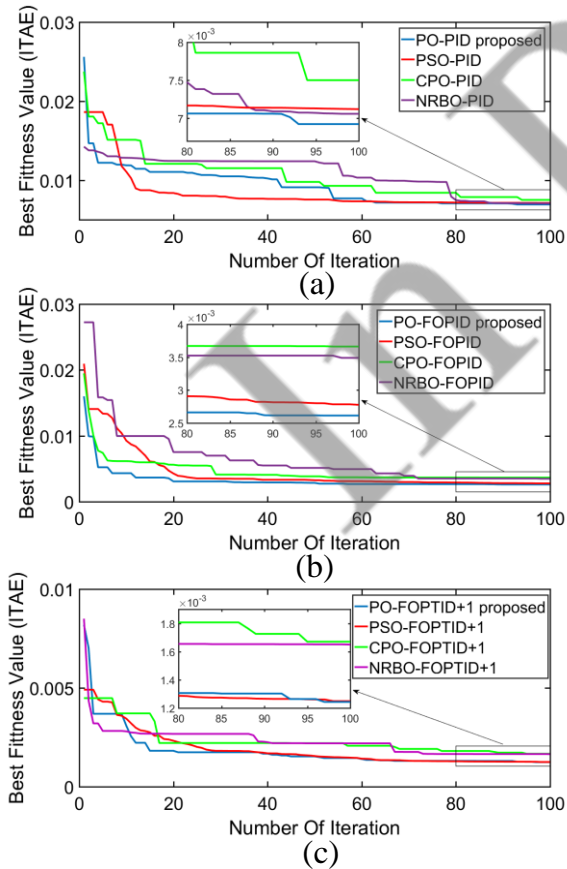 (a)
0.03
0.02
0.01
Best Fittness Value (ITAE)
×10⁻³
8
7.5
7
80 85 90 95 100
PO-PID proposed
PSO-PID
CPO-PID
NRBO-PID
0 20 40 60 80 100
Number Of Iteration
(a)
0.03
0.02
0.01
0
Best Fittness Value (ITAE)
×10⁻³
4
3.5
3
2.5
80 85 90 95 100
PO-FOPID proposed
PSO-FOPID
CPO-FOPID
NRBO-FOPID
0 20 40 60 80 100
Number Of Iteration
(b)
0.01
0.005
0
Best Fittness Value (ITAE)
×10⁻³
1.8
1.6
1.4
1.2
80 85 90 95 100
PO-FOPTID+1 proposed
PSO-FOPTID+1
CPO-FOPTID+1
NRBO-FOPTID+1
0 20 40 60 80 100
Number Of Iteration
(c)
In